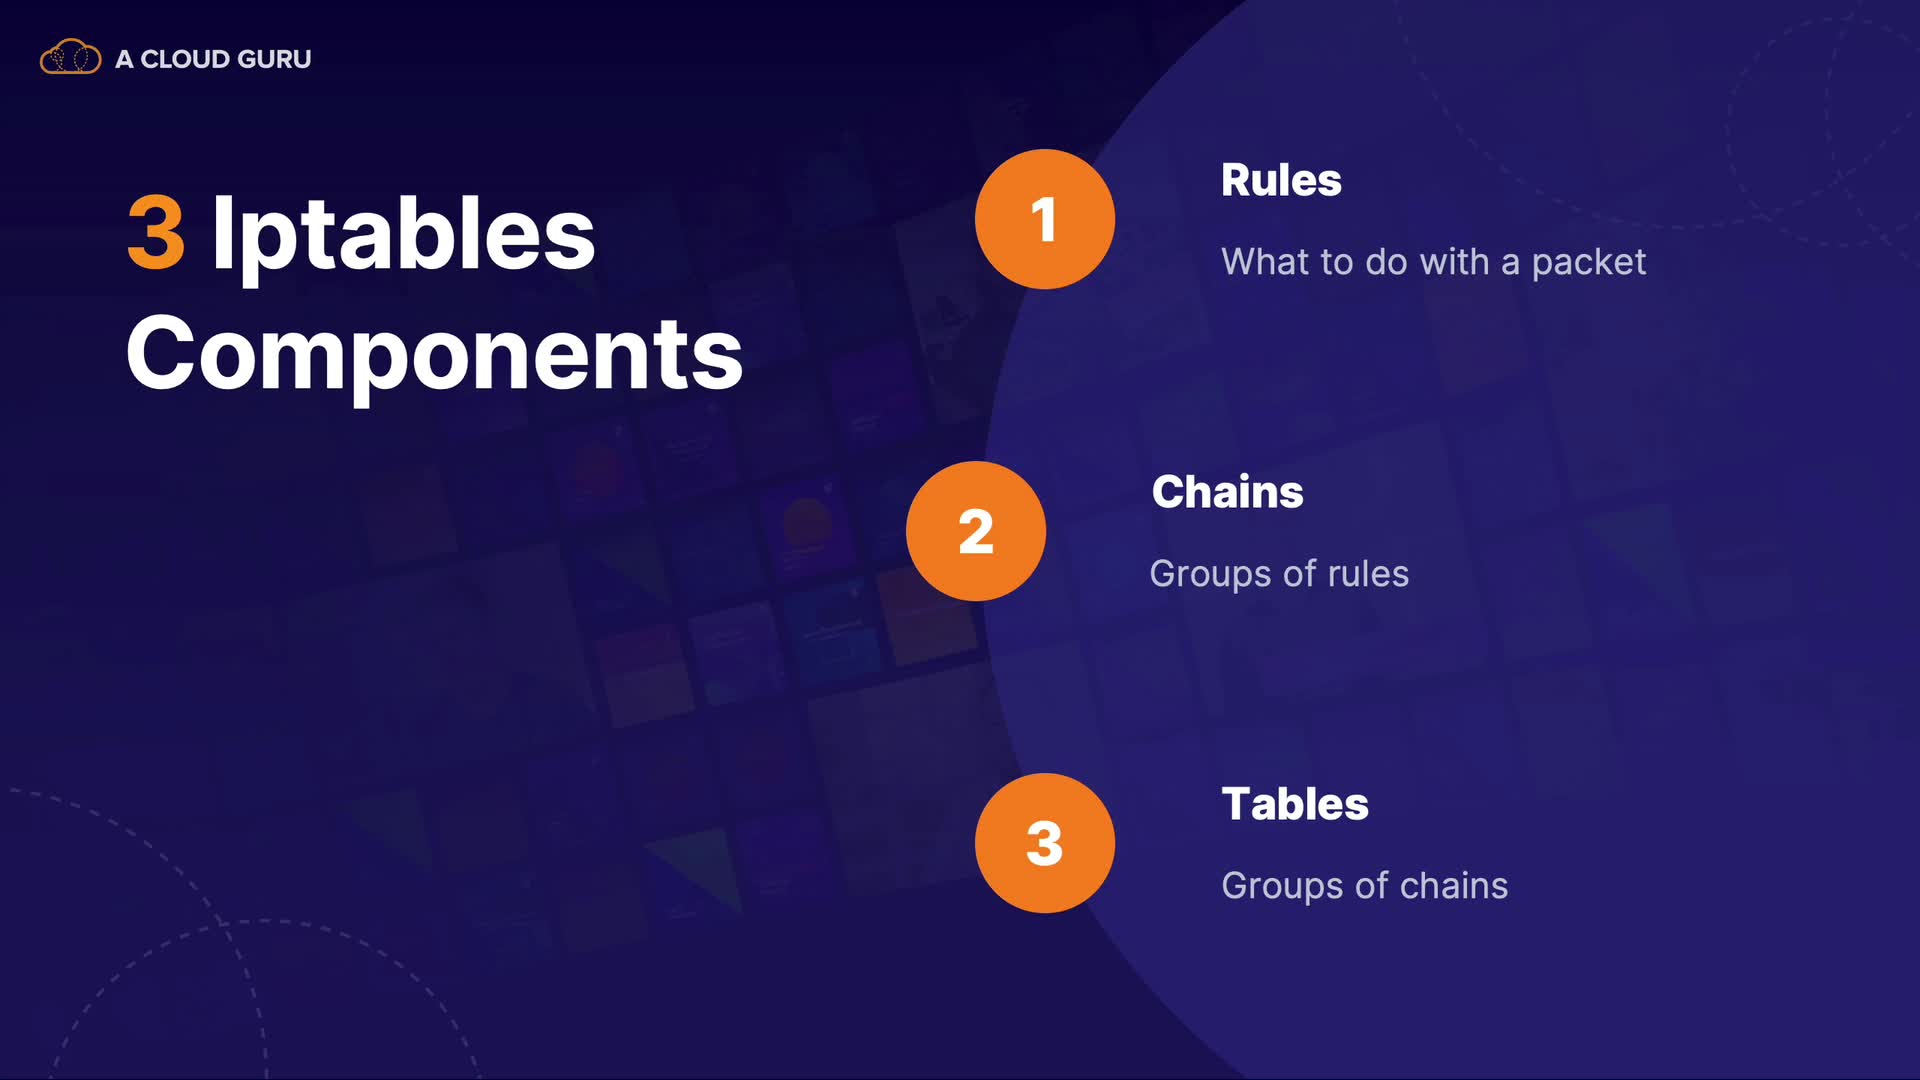 A CLOUD GURU
3 Iptables
Components
1
Rules
What to do with a packet
2
Chains
Groups of rules
3
Tables
Groups of chains